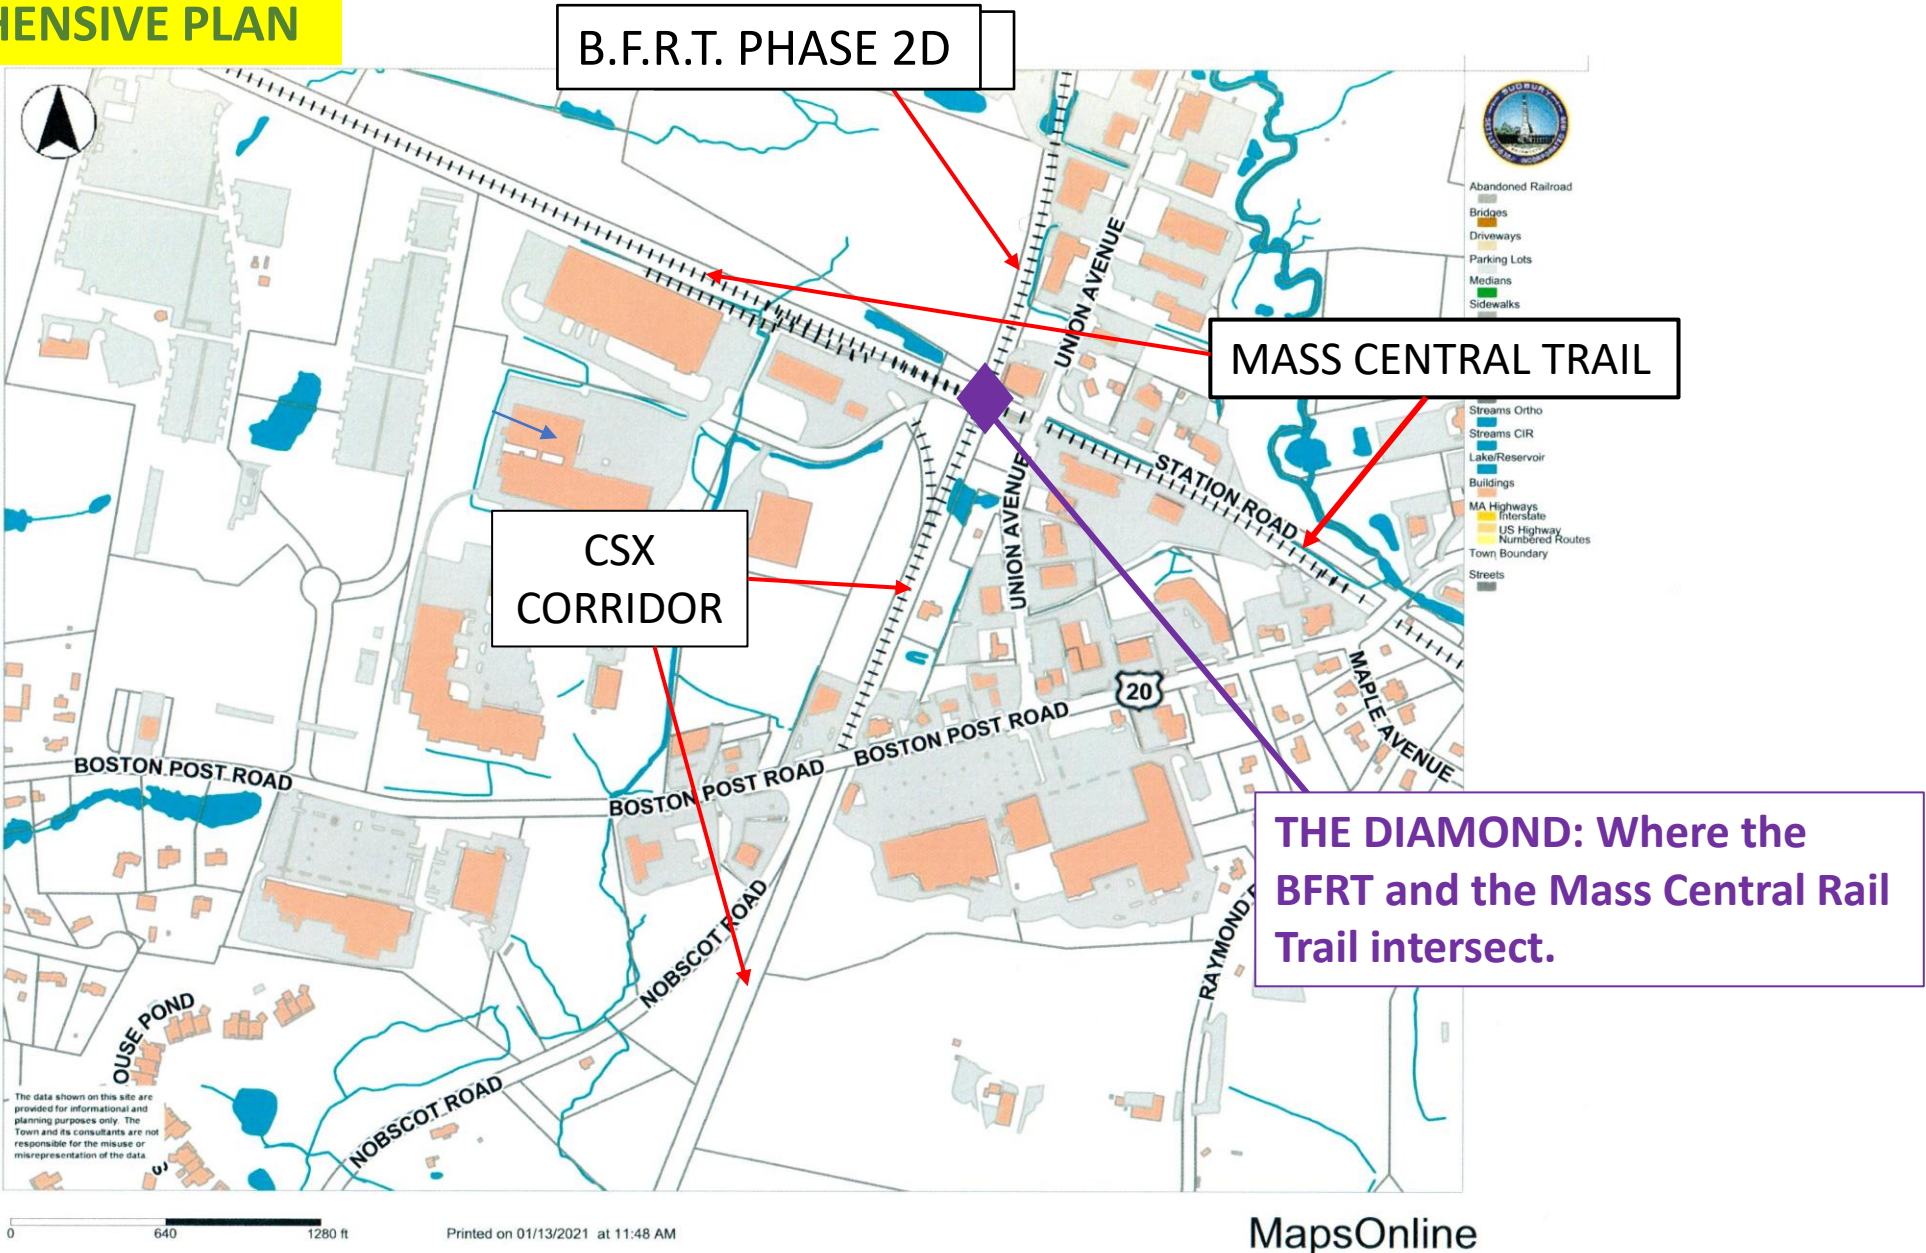 HENSIVE PLAN
B.F.R.T. PHASE 2D
SUDBURY
Abandoned Railroad
Bridges
Driveways
Parking Lots
Medians
Sidewalks
UNION AVENUE
MASS CENTRAL TRAIL
Streams Ortho
Streams CIR
Lake/Reservoir
Buildings
MA Highways
Interstate
US Highway
Numbered Routes
Town Boundary
Streets
STATION ROAD
UNION AVENUE
CSX
CORRIDOR
20
MAPLE AVENUE
BOSTON POST ROAD
BOSTON POST ROAD
BOSTON POST ROAD
THE DIAMOND: Where the
BFRT and the Mass Central Rail
Trail intersect.
NOBSCOT ROAD
RAYMOND
OUSE POND
NOBSCOT ROAD
The data shown on this site are
provided for informational and
planning purposes only. The
Town and its consultants are not
responsible for the misuse or
misrepresentation of the data.
0 640 1280 ft
Printed on 01/13/2021 at 11:48 AM
MapsOnline